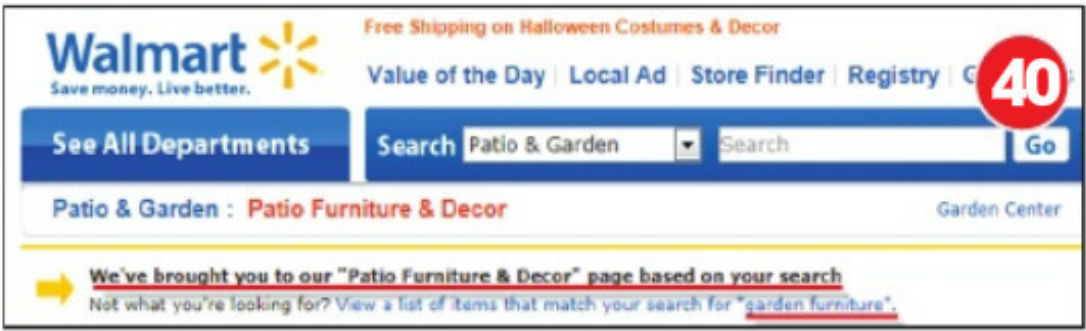 Free Shipping on Halloween Costumes & Decor
Walmart
Save money. Live better.
Value of the Day | Local Ad | Store Finder | Registry | G
40
See All Departments
Search Patio & Garden Search Go
Patio & Garden : Patio Furniture & Decor Garden Center
We've brought you to our "Patio Furniture & Decor" page based on your search
Not what you're looking for? View a list of items that match your search for "garden furniture".